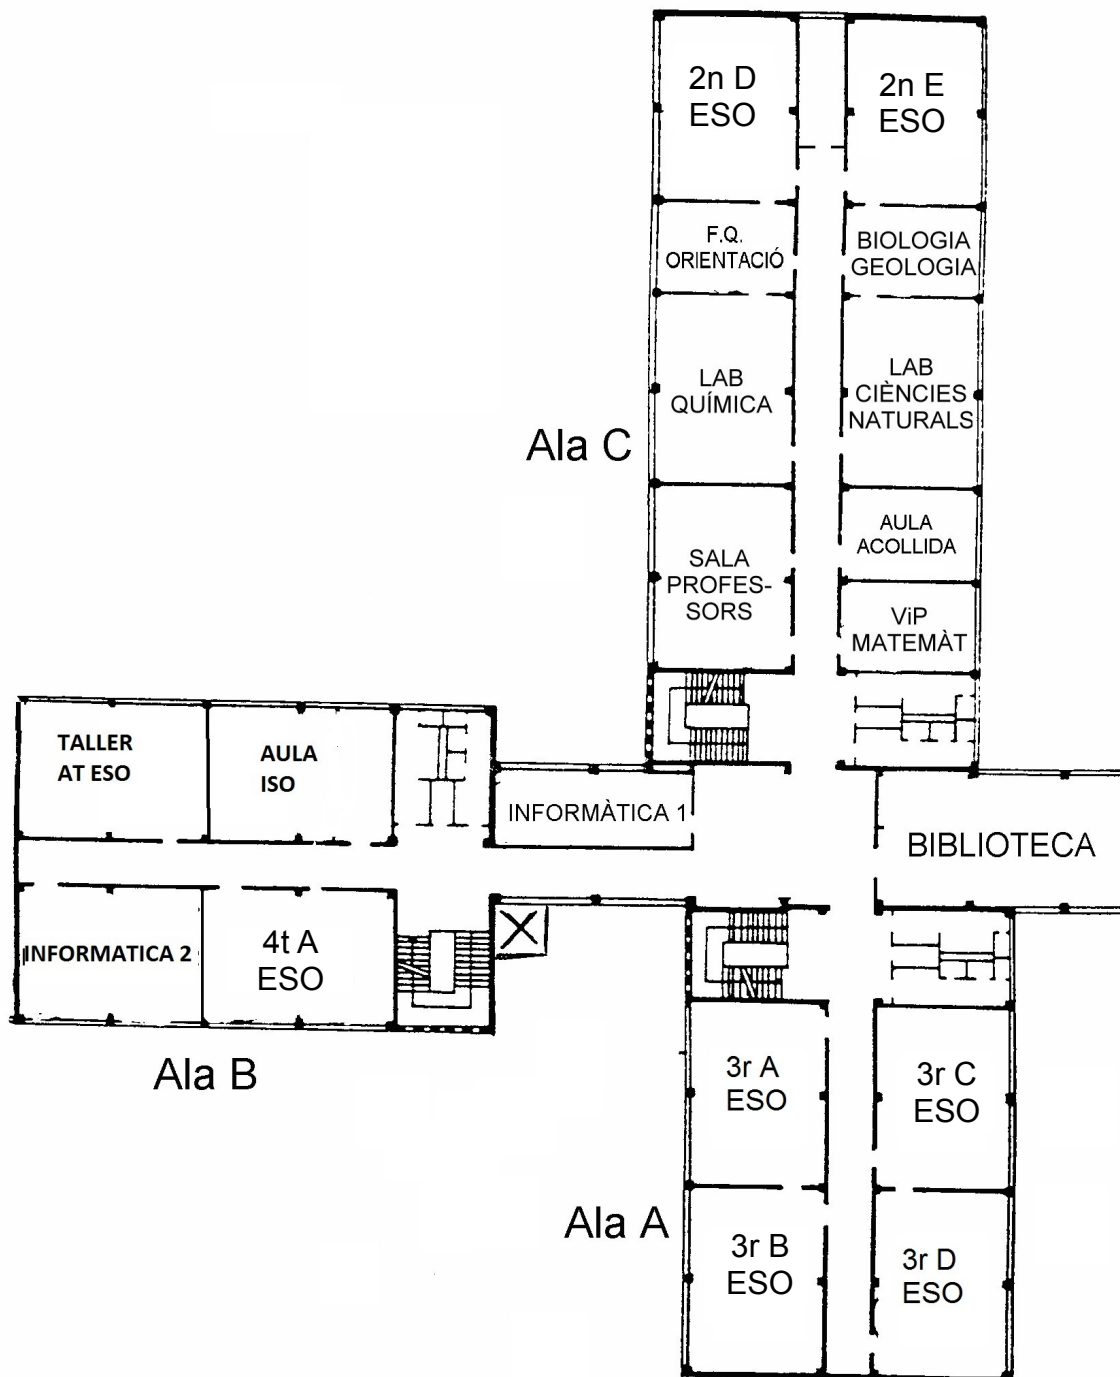 2n D
ESO
2n E
ESO
F.Q.
ORIENTACIÓ
BIOLOGIA
GEOLOGIA
LAB
QUÍMICA
LAB
CIÈNCIES
NATURALS
Ala C
SALA
PROFES-
SORS
AULA
ACOLLIDA
ViP
MATEMÀT
TALLER
AT ESO
AULA
ISO
INFORMÀTICA 1
BIBLIOTECA
INFORMATICA 2
4t A
ESO
Ala B
3r A
ESO
3r C
ESO
Ala A
3r B
ESO
3r D
ESO